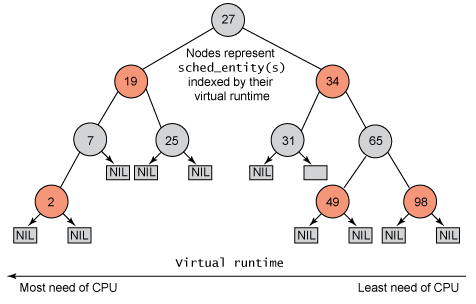 27
Nodes represent
sched_entity(s)
indexed by their
virtual runtime
19
34
7
25
31
65
NIL NIL NIL NIL
2
49
98
NIL NIL NIL NIL NIL NIL
Virtual runtime
Most need of CPU Least need of CPU